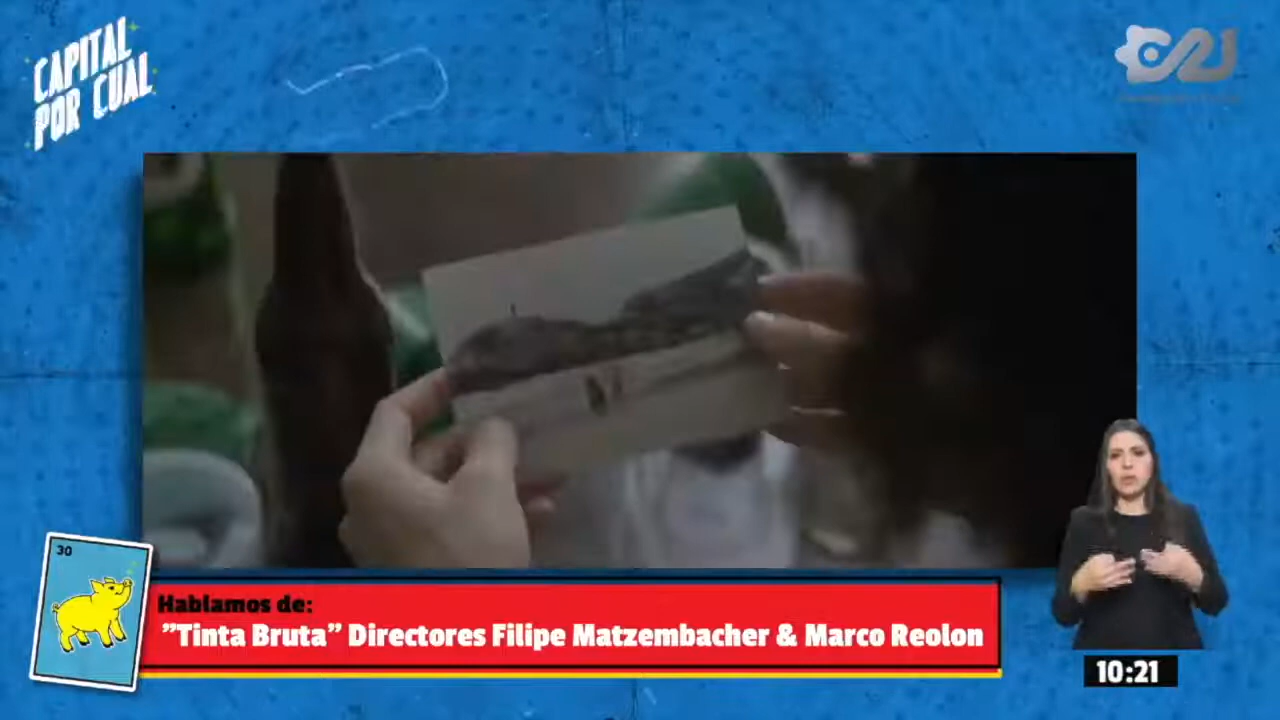 CAPITAL
POR CUAL
30
Hablamos de:
”Tinta Bruta” Directores Filipe Matzembacher & Marco Reolon
10:21